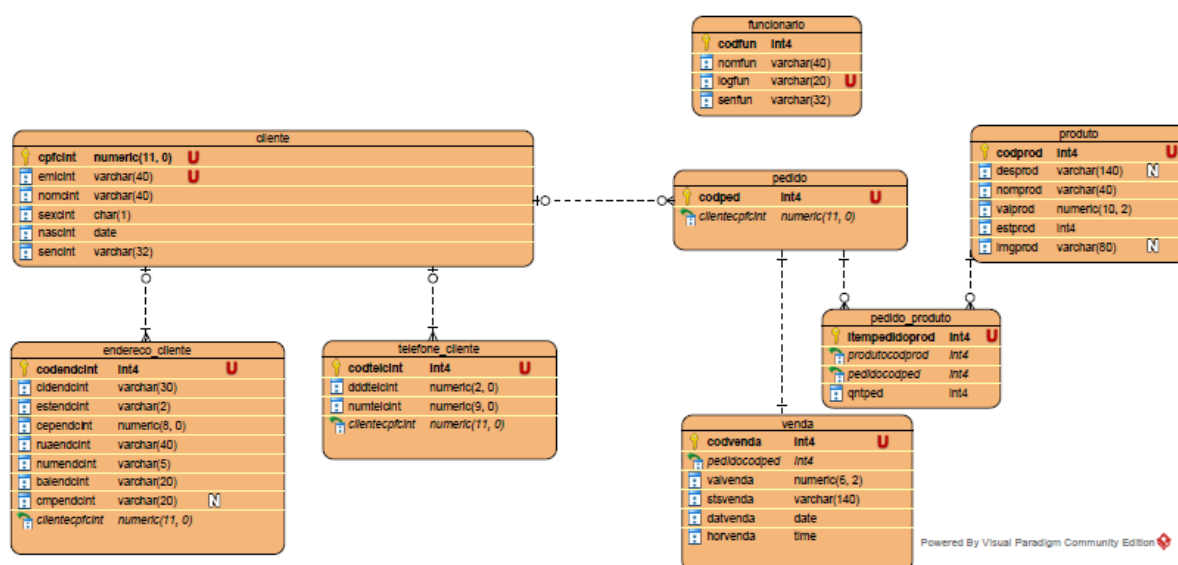 funcionario
codfun int4
nomfun varchar(40)
logfun varchar(20) U
senfun varchar(32)
cliente
cpfclnt numeric(11, 0) U
emlclnt varchar(40) U
nomclnt varchar(40)
sexclnt char(1)
nasclnt date
senclnt varchar(32)
pedido
codped int4 U
clientecpfclnt numeric(11, 0)
produto
codprod int4 U
desprod varchar(140) N
nomprod varchar(40)
valprod numeric(10, 2)
estprod int4
imgprod varchar(80) N
endereco_cliente
codendclnt int4 U
cidendclnt varchar(30)
estendclnt varchar(2)
cependclnt numeric(8, 0)
ruaendclnt varchar(40)
numendclnt varchar(5)
baiendclnt varchar(20)
cmpendclnt varchar(20) N
clientecpfclnt numeric(11, 0)
telefone_cliente
codtelclnt int4 U
dddtelclnt numeric(2, 0)
numtelclnt numeric(9, 0)
clientecpfclnt numeric(11, 0)
pedido_produto
itempedidoprod int4 U
produtocodprod int4
pedidocodped int4
qntped int4
venda
codvenda int4 U
pedidocodped int4
valvenda numeric(6, 2)
stsvenda varchar(140)
datvenda date
horvenda time
Powered By Visual Paradigm Community Edition